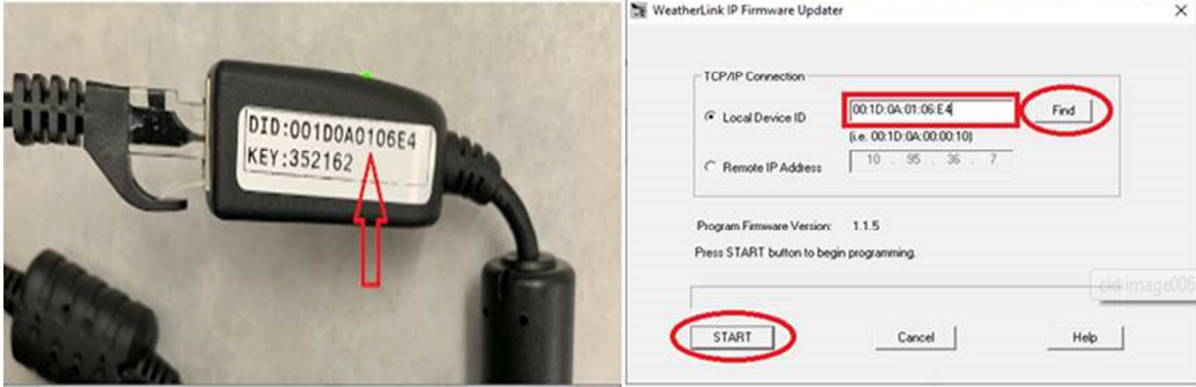 DID:001D0A0106E4
KEY:352162
WeatherLink IP Firmware Updater
TCP/IP Connection
Local Device ID
00:1D:0A:01:06:E4
Find
(i.e. 00:1D:0A:00:00:10)
Remote IP Address
10 . 95 . 36 . 7
Program Firmware Version: 1.1.5
Press START button to begin programming.
cid:image006
START
Cancel
Help